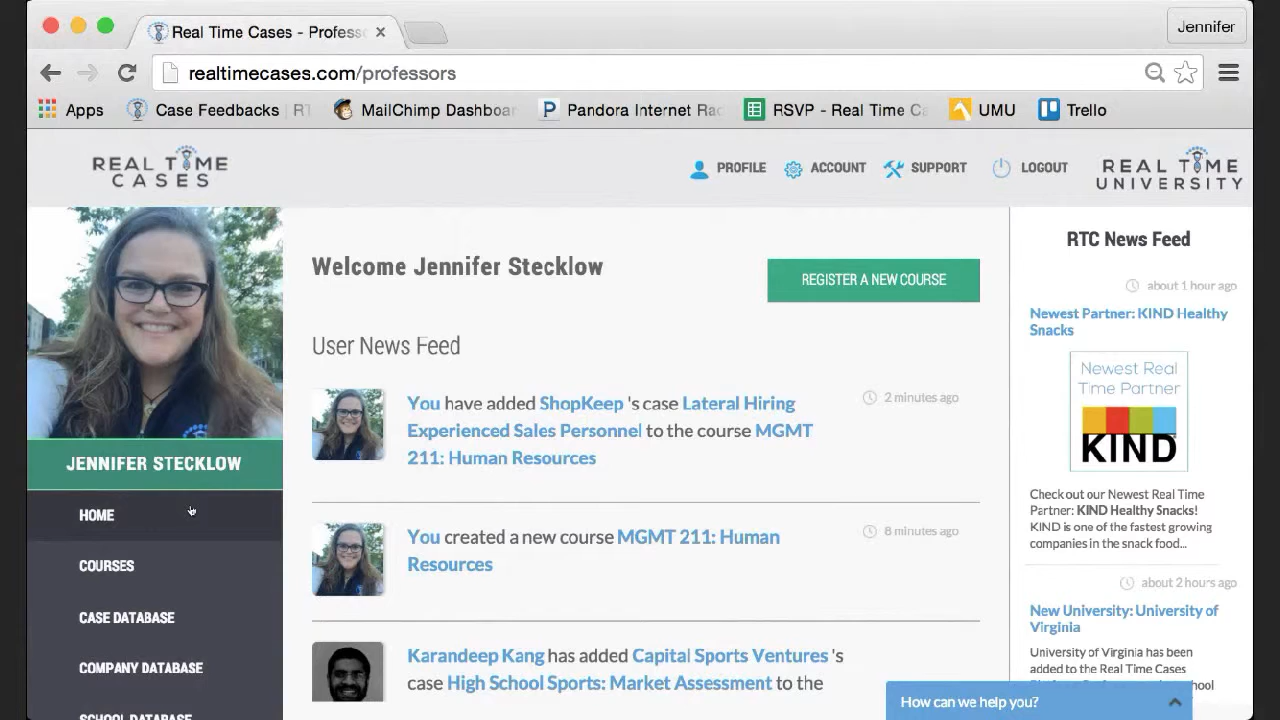 Real Time Cases - Profess
Jennifer
realtimecases.com/professors
Apps
Case Feedbacks | RT
MailChimp Dashboar
Pandora Internet Rad
RSVP - Real Time Ca
UMU
Trello
REAL TIME
CASES
PROFILE
ACCOUNT
SUPPORT
LOGOUT
REAL TIME
UNIVERSITY
JENNIFER STECKLOW
HOME
COURSES
CASE DATABASE
COMPANY DATABASE
SCHOOL DATABASE
Welcome Jennifer Stecklow
REGISTER A NEW COURSE
User News Feed
You have added ShopKeep 's case Lateral Hiring
Experienced Sales Personnel to the course MGMT
211: Human Resources
2 minutes ago
You created a new course MGMT 211: Human
Resources
8 minutes ago
Karandeep Kang has added Capital Sports Ventures 's
case High School Sports: Market Assessment to the
RTC News Feed
about 1 hour ago
Newest Partner: KIND Healthy
Snacks
Newest Real
Time Partner
KIND
Check out our Newest Real Time
Partner: KIND Healthy Snacks!
KIND is one of the fastest growing
companies in the snack food...
about 2 hours ago
New University: University of
Virginia
University of Virginia has been
added to the Real Time Cases
How can we help you?